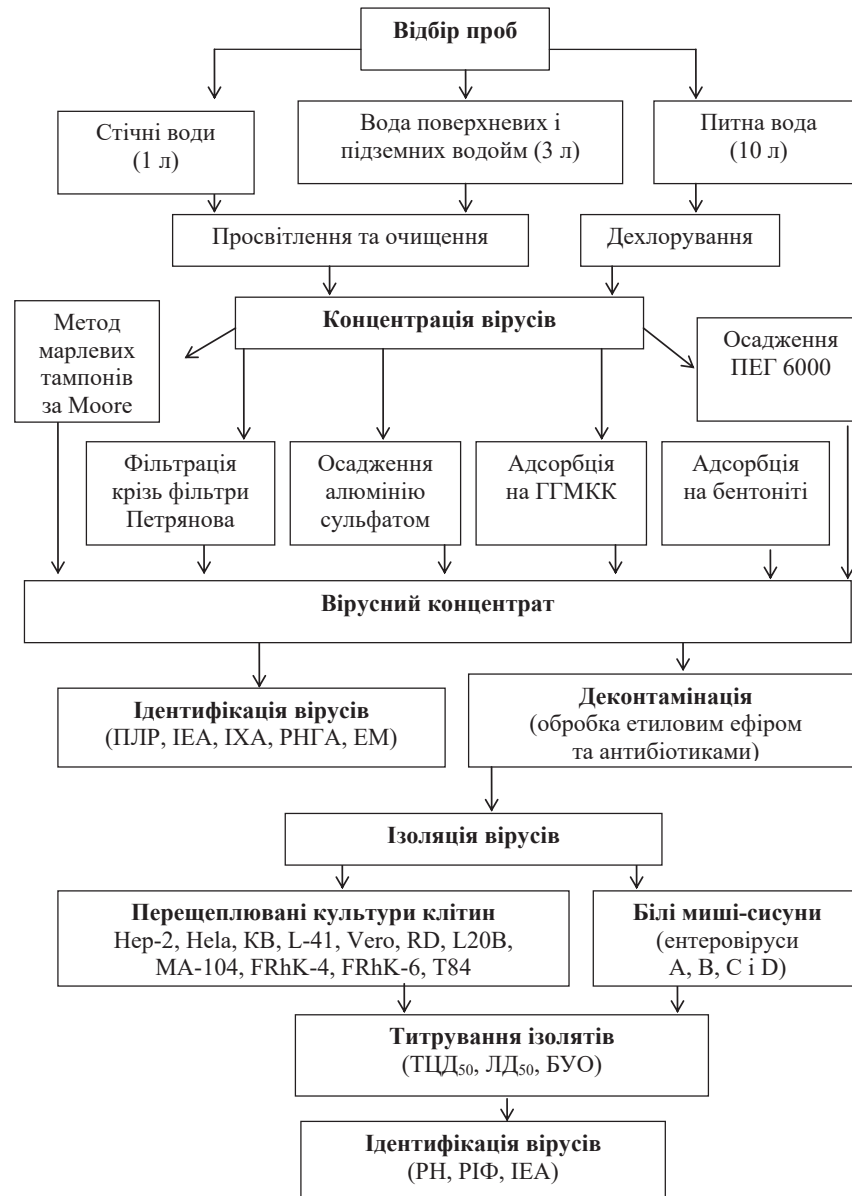 Відбір проб
Стічні води
(1 л)
Вода поверхневих і
підземних водойм (3 л)
Питна вода
(10 л)
Просвітлення та очищення
Дехлорування
Концентрація вірусів
Метод
марлевих
тампонів
за Moore
Осадження
ПЕГ 6000
Фільтрація
крізь фільтри
Петрянова
Осадження
алюмінію
сульфатом
Адсорбція
на ГГМКК
Адсорбція
на бентоніті
Вірусний концентрат
Ідентифікація вірусів
(ПЛР, ІЕА, ІХА, РНГА, ЕМ)
Деконтамінація
(обробка етиловим ефіром
та антибіотиками)
Ізоляція вірусів
Перещеплювані культури клітин
Hep-2, Hela, КВ, L-41, Vero, RD, L20B,
MA-104, FRhK-4, FRhK-6, T84
Білі миші-сисуни
(ентеровіруси
А, В, С і D)
Титрування ізолятів
(ТЦД₅₀, ЛД₅₀, БУО)
Ідентифікація вірусів
(РН, РІФ, ІЕА)